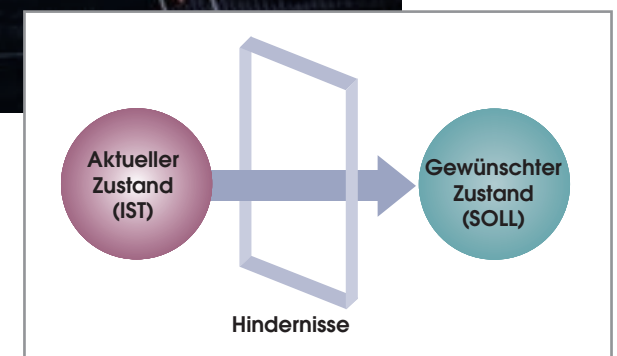 Aktueller
Zustand
(IST)
Gewünschter
Zustand
(SOLL)
Hindernisse